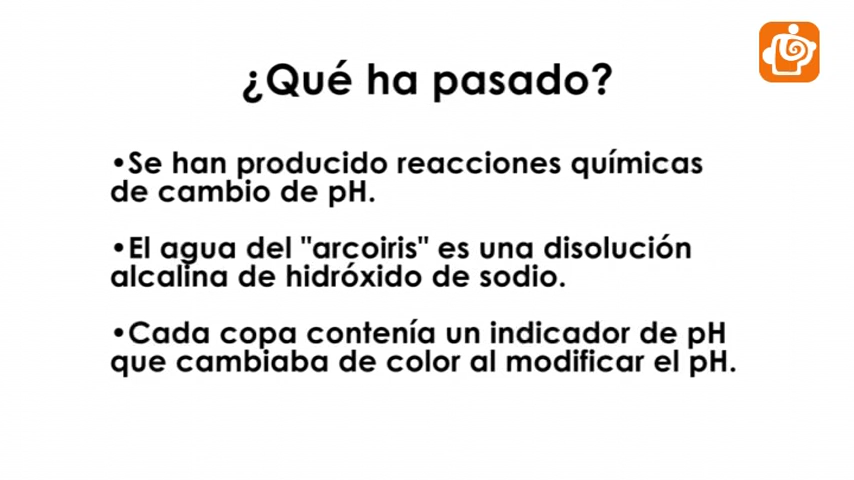 ¿Qué ha pasado?
•Se han producido reacciones químicas
de cambio de pH.
•El agua del "arcoiris" es una disolución
alcalina de hidróxido de sodio.
•Cada copa contenía un indicador de pH
que cambiaba de color al modificar el pH.